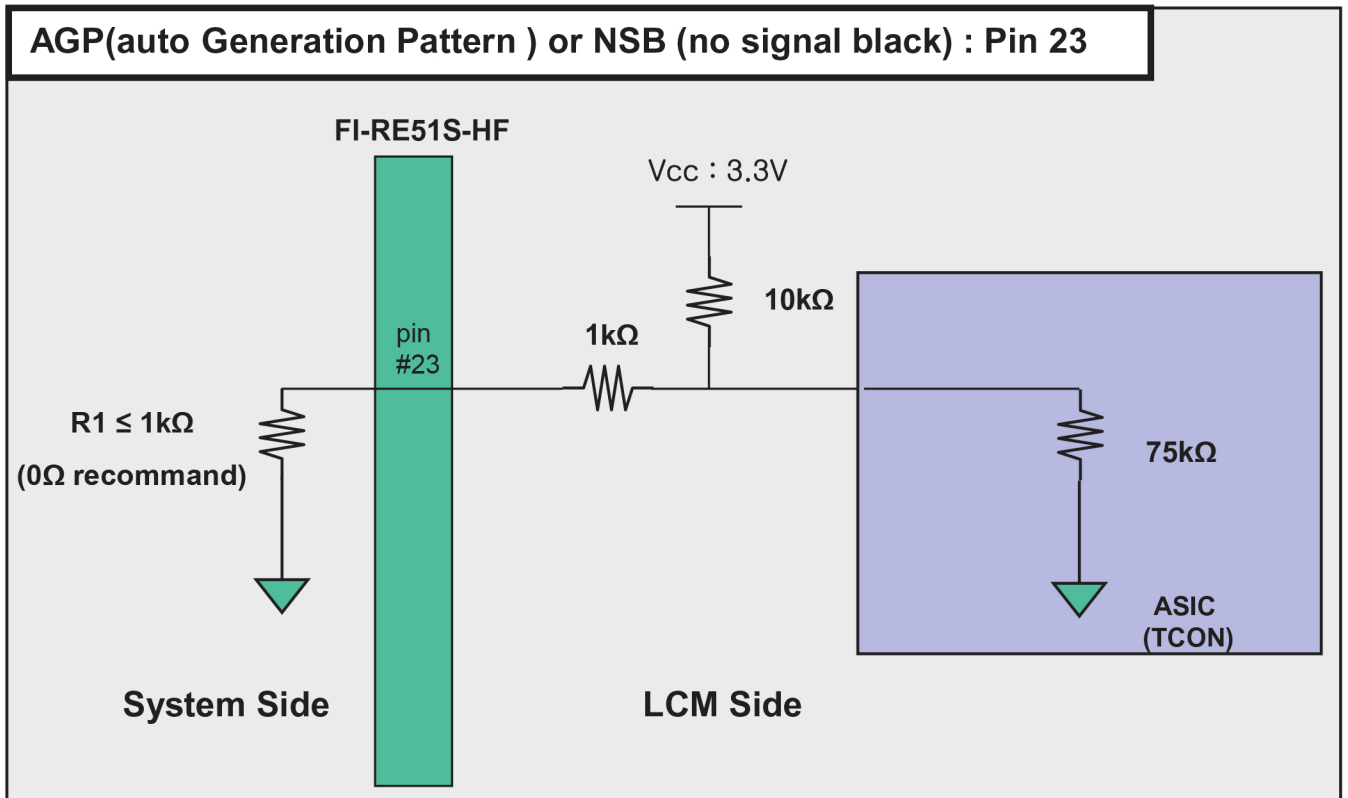 AGP(auto Generation Pattern ) or NSB (no signal black) : Pin 23
FI-RE51S-HF
Vcc : 3.3V
10kΩ
1kΩ
pin
#23
R1 ≤ 1kΩ
(0Ω recommand)
75kΩ
ASIC
(TCON)
System Side
LCM Side